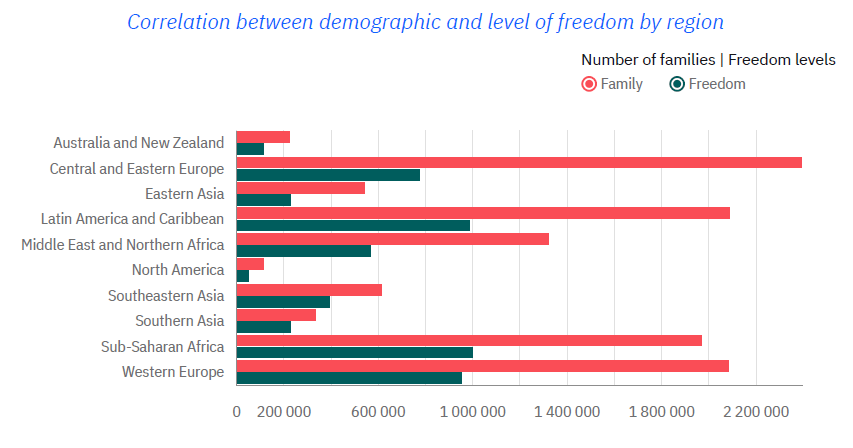 Correlation between demographic and level of freedom by region
Number of families | Freedom levels
Family Freedom
Australia and New Zealand
Central and Eastern Europe
Eastern Asia
Latin America and Caribbean
Middle East and Northern Africa
North America
Southeastern Asia
Southern Asia
Sub-Saharan Africa
Western Europe
0 200 000 600 000 1 000 000 1 400 000 1 800 000 2 200 000